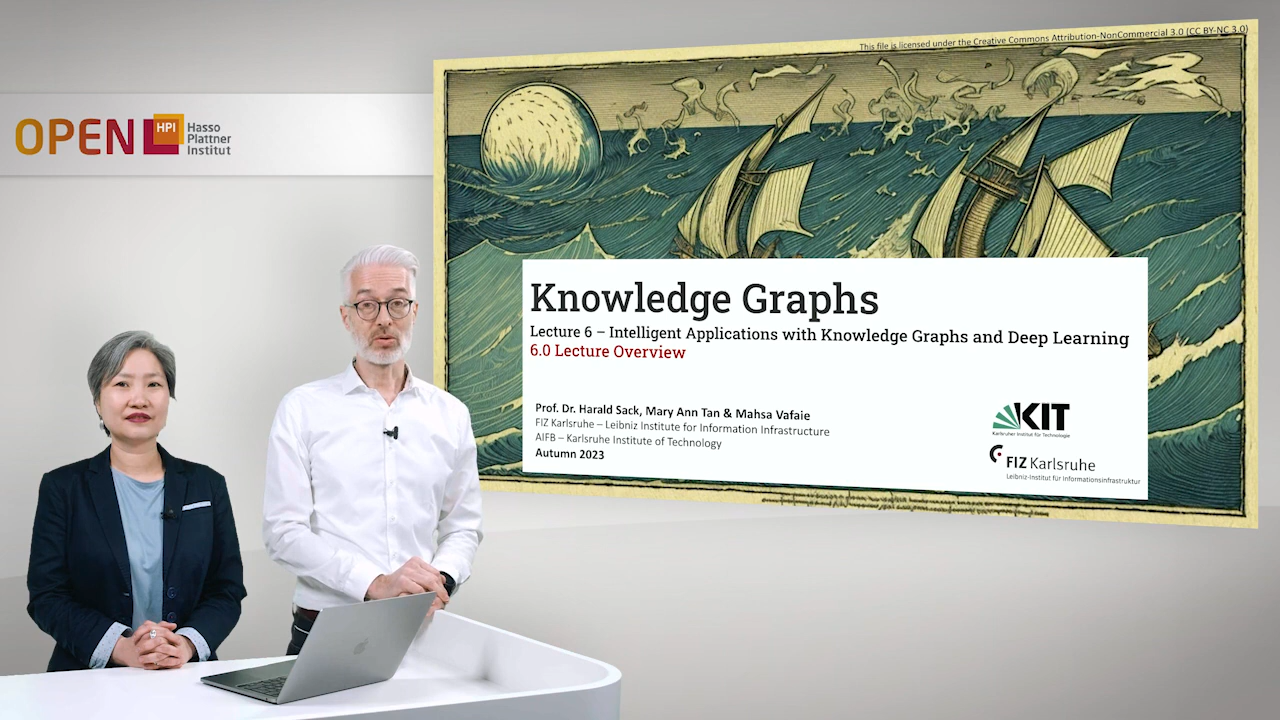 This file is licensed under the Creative Commons Attribution-NonCommercial 3.0 (CC BY-NC 3.0)
OPEN HPI Hasso
Plattner
Institut
Knowledge Graphs
Lecture 6 – Intelligent Applications with Knowledge Graphs and Deep Learning
6.0 Lecture Overview
Prof. Dr. Harald Sack, Mary Ann Tan & Mahsa Vafaie
FIZ Karlsruhe – Leibniz Institute for Information Infrastructure
AIFB – Karlsruhe Institute of Technology
Autumn 2023
KIT
Karlsruher Institut für Technologie
FIZ Karlsruhe
Leibniz-Institut für Informationsinfrastruktur